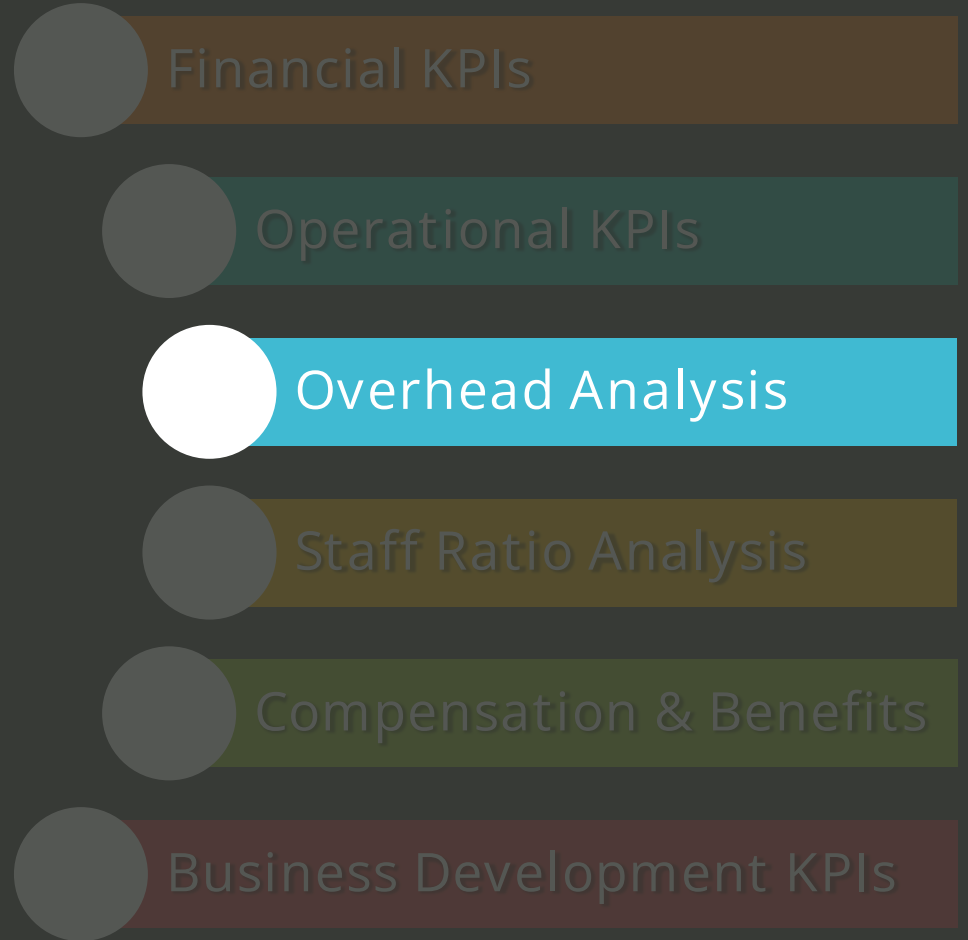 Financial KPIs
Operational KPIs
Overhead Analysis
Staff Ratio Analysis
Compensation & Benefits
Business Development KPIs